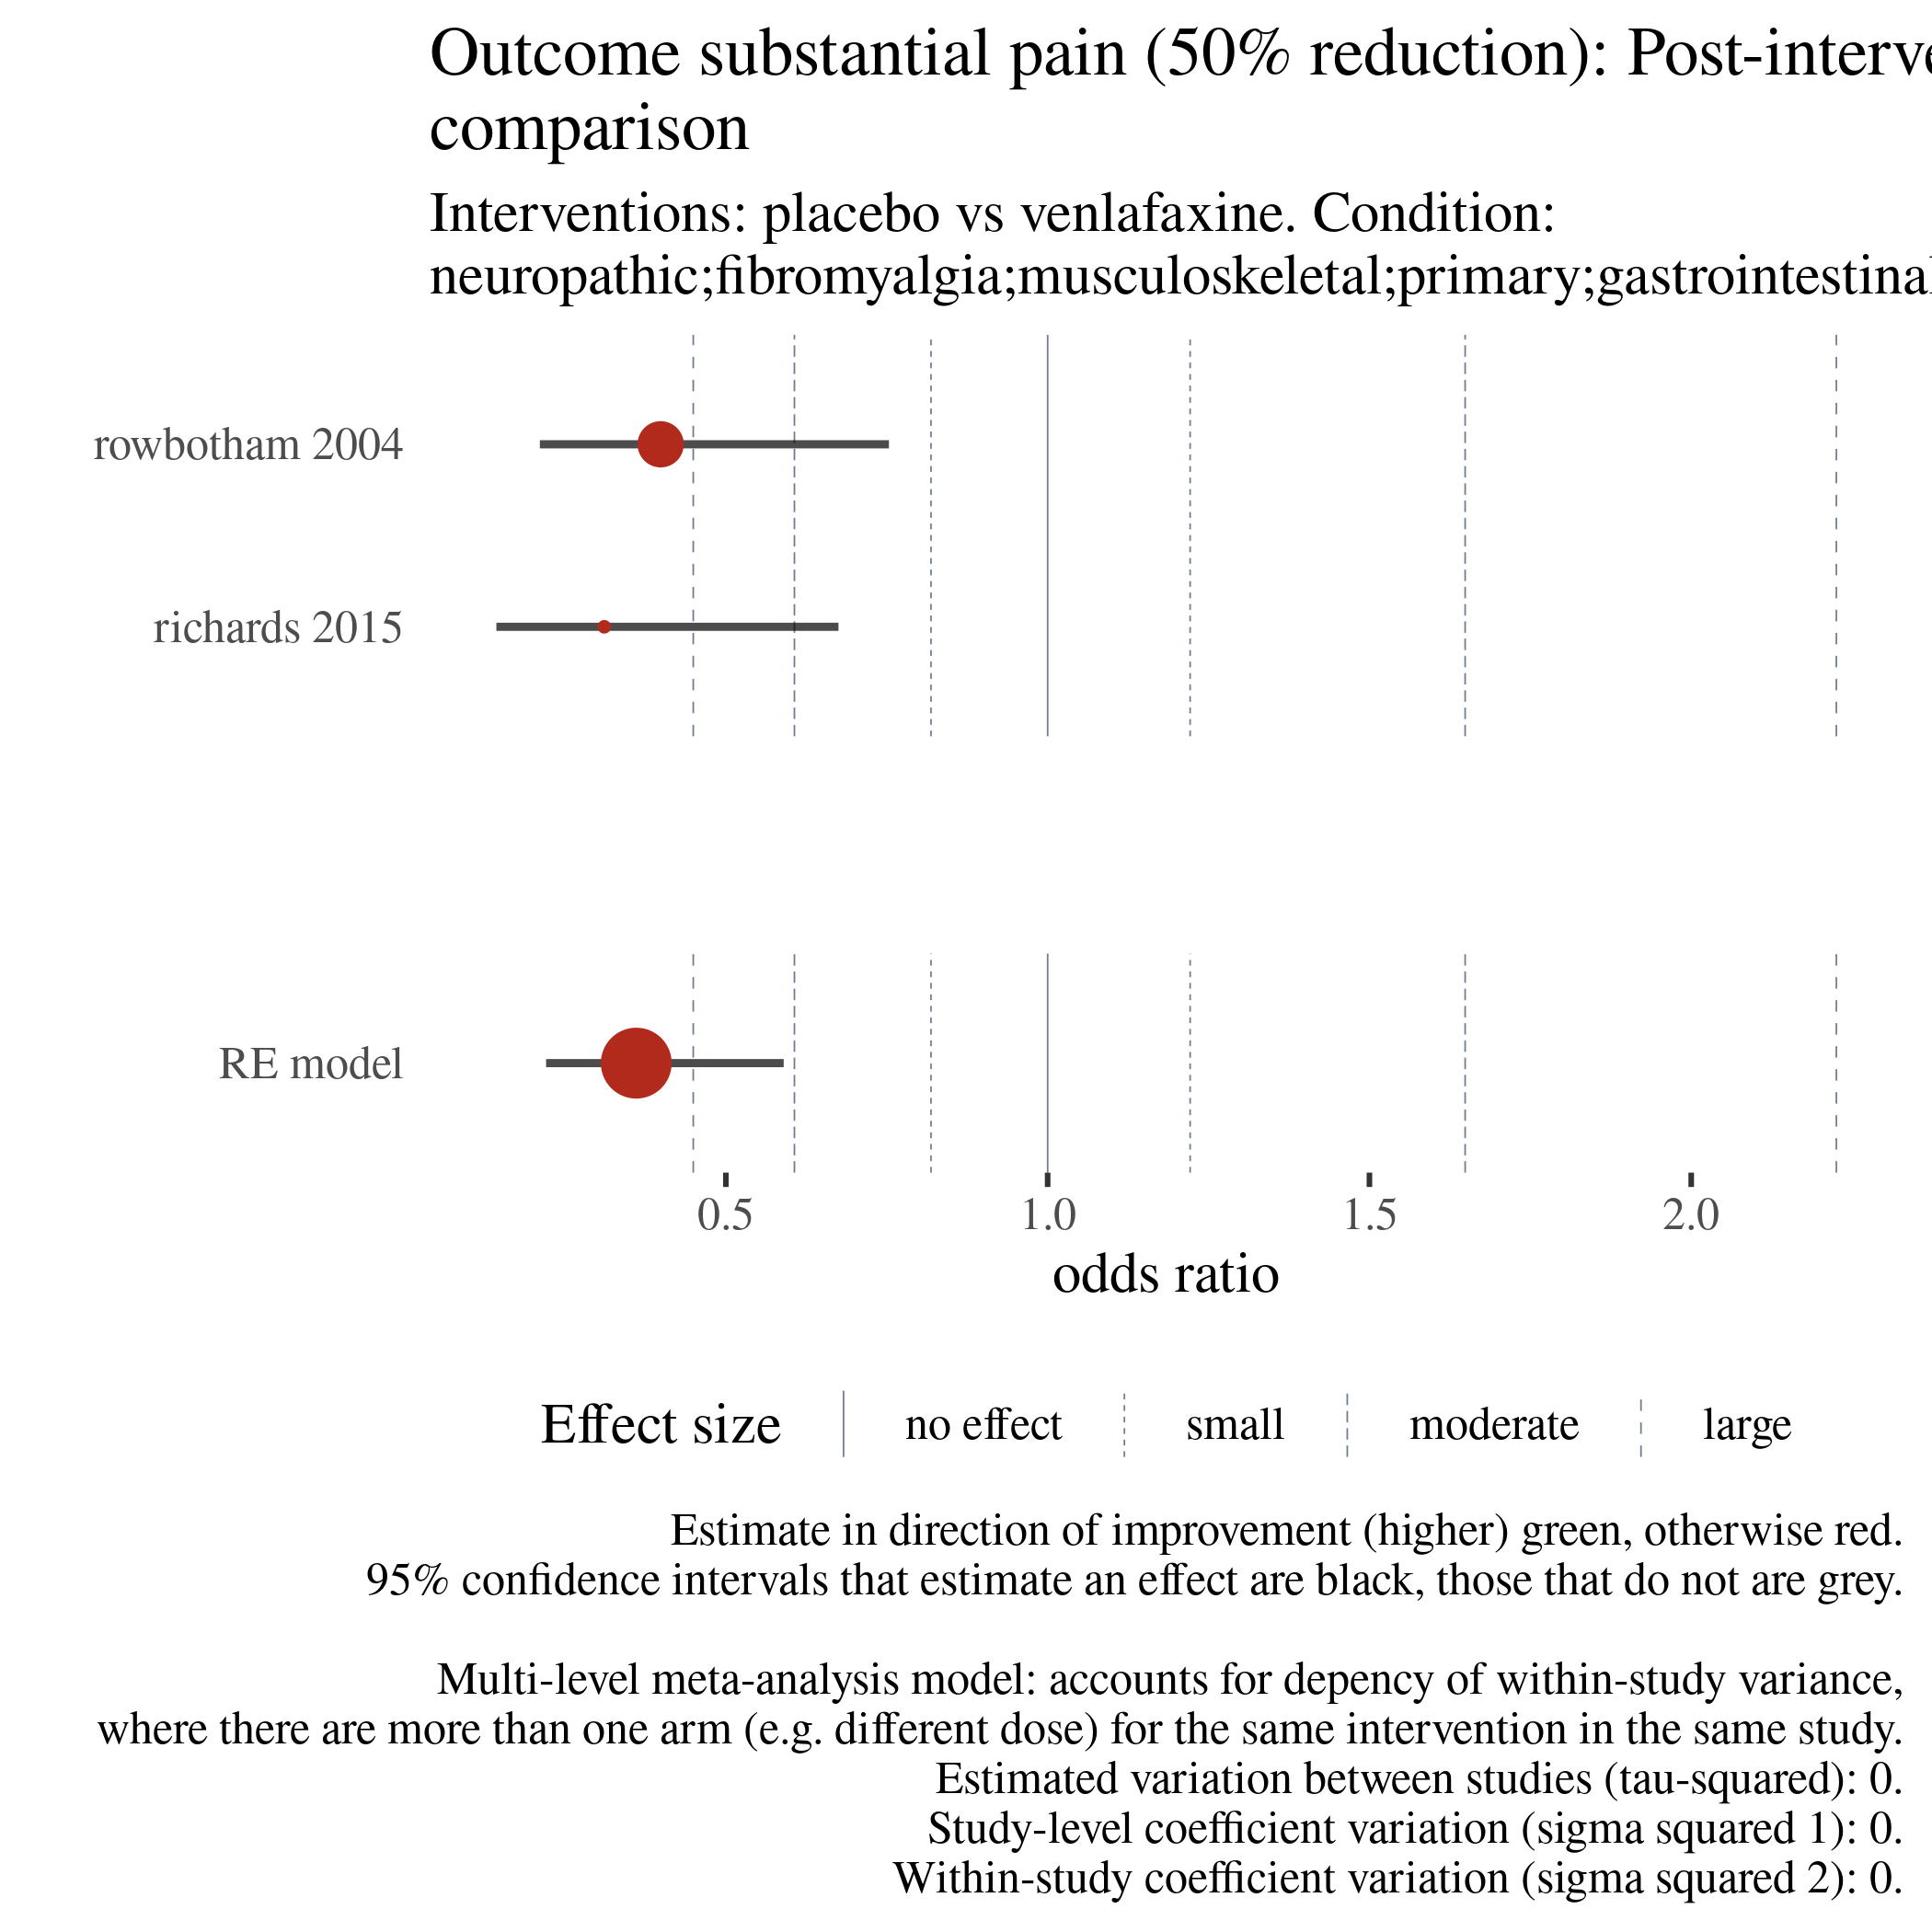 Outcome substantial pain (50% reduction): Post-interve
comparison
Interventions: placebo vs venlafaxine. Condition:
neuropathic;fibromyalgia;musculoskeletal;primary;gastrointestinal
rowbotham 2004
richards 2015
RE model
0.5 1.0 1.5 2.0
odds ratio
Effect size no effect small moderate large
Estimate in direction of improvement (higher) green, otherwise red.
95% confidence intervals that estimate an effect are black, those that do not are grey.
Multi-level meta-analysis model: accounts for depency of within-study variance,
where there are more than one arm (e.g. different dose) for the same intervention in the same study.
Estimated variation between studies (tau-squared): 0.
Study-level coefficient variation (sigma squared 1): 0.
Within-study coefficient variation (sigma squared 2): 0.